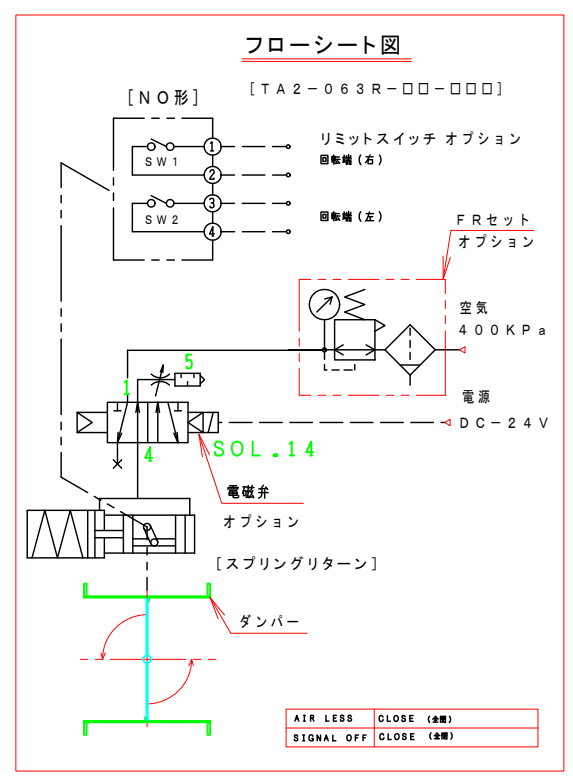 フローシート図
[TA2-063R-□□-□□□]
[NO形]
1
SW1
2
3
SW2
4
リミットスイッチ オプション
回転端(右)
回転端(左)
FRセット
オプション
空気
400KPa
電源
DC-24V
1
5
4
SOL.14
電磁弁
オプション
[スプリングリターン]
ダンパー
AIR LESS CLOSE (全閉)
SIGNAL OFF CLOSE (全閉)